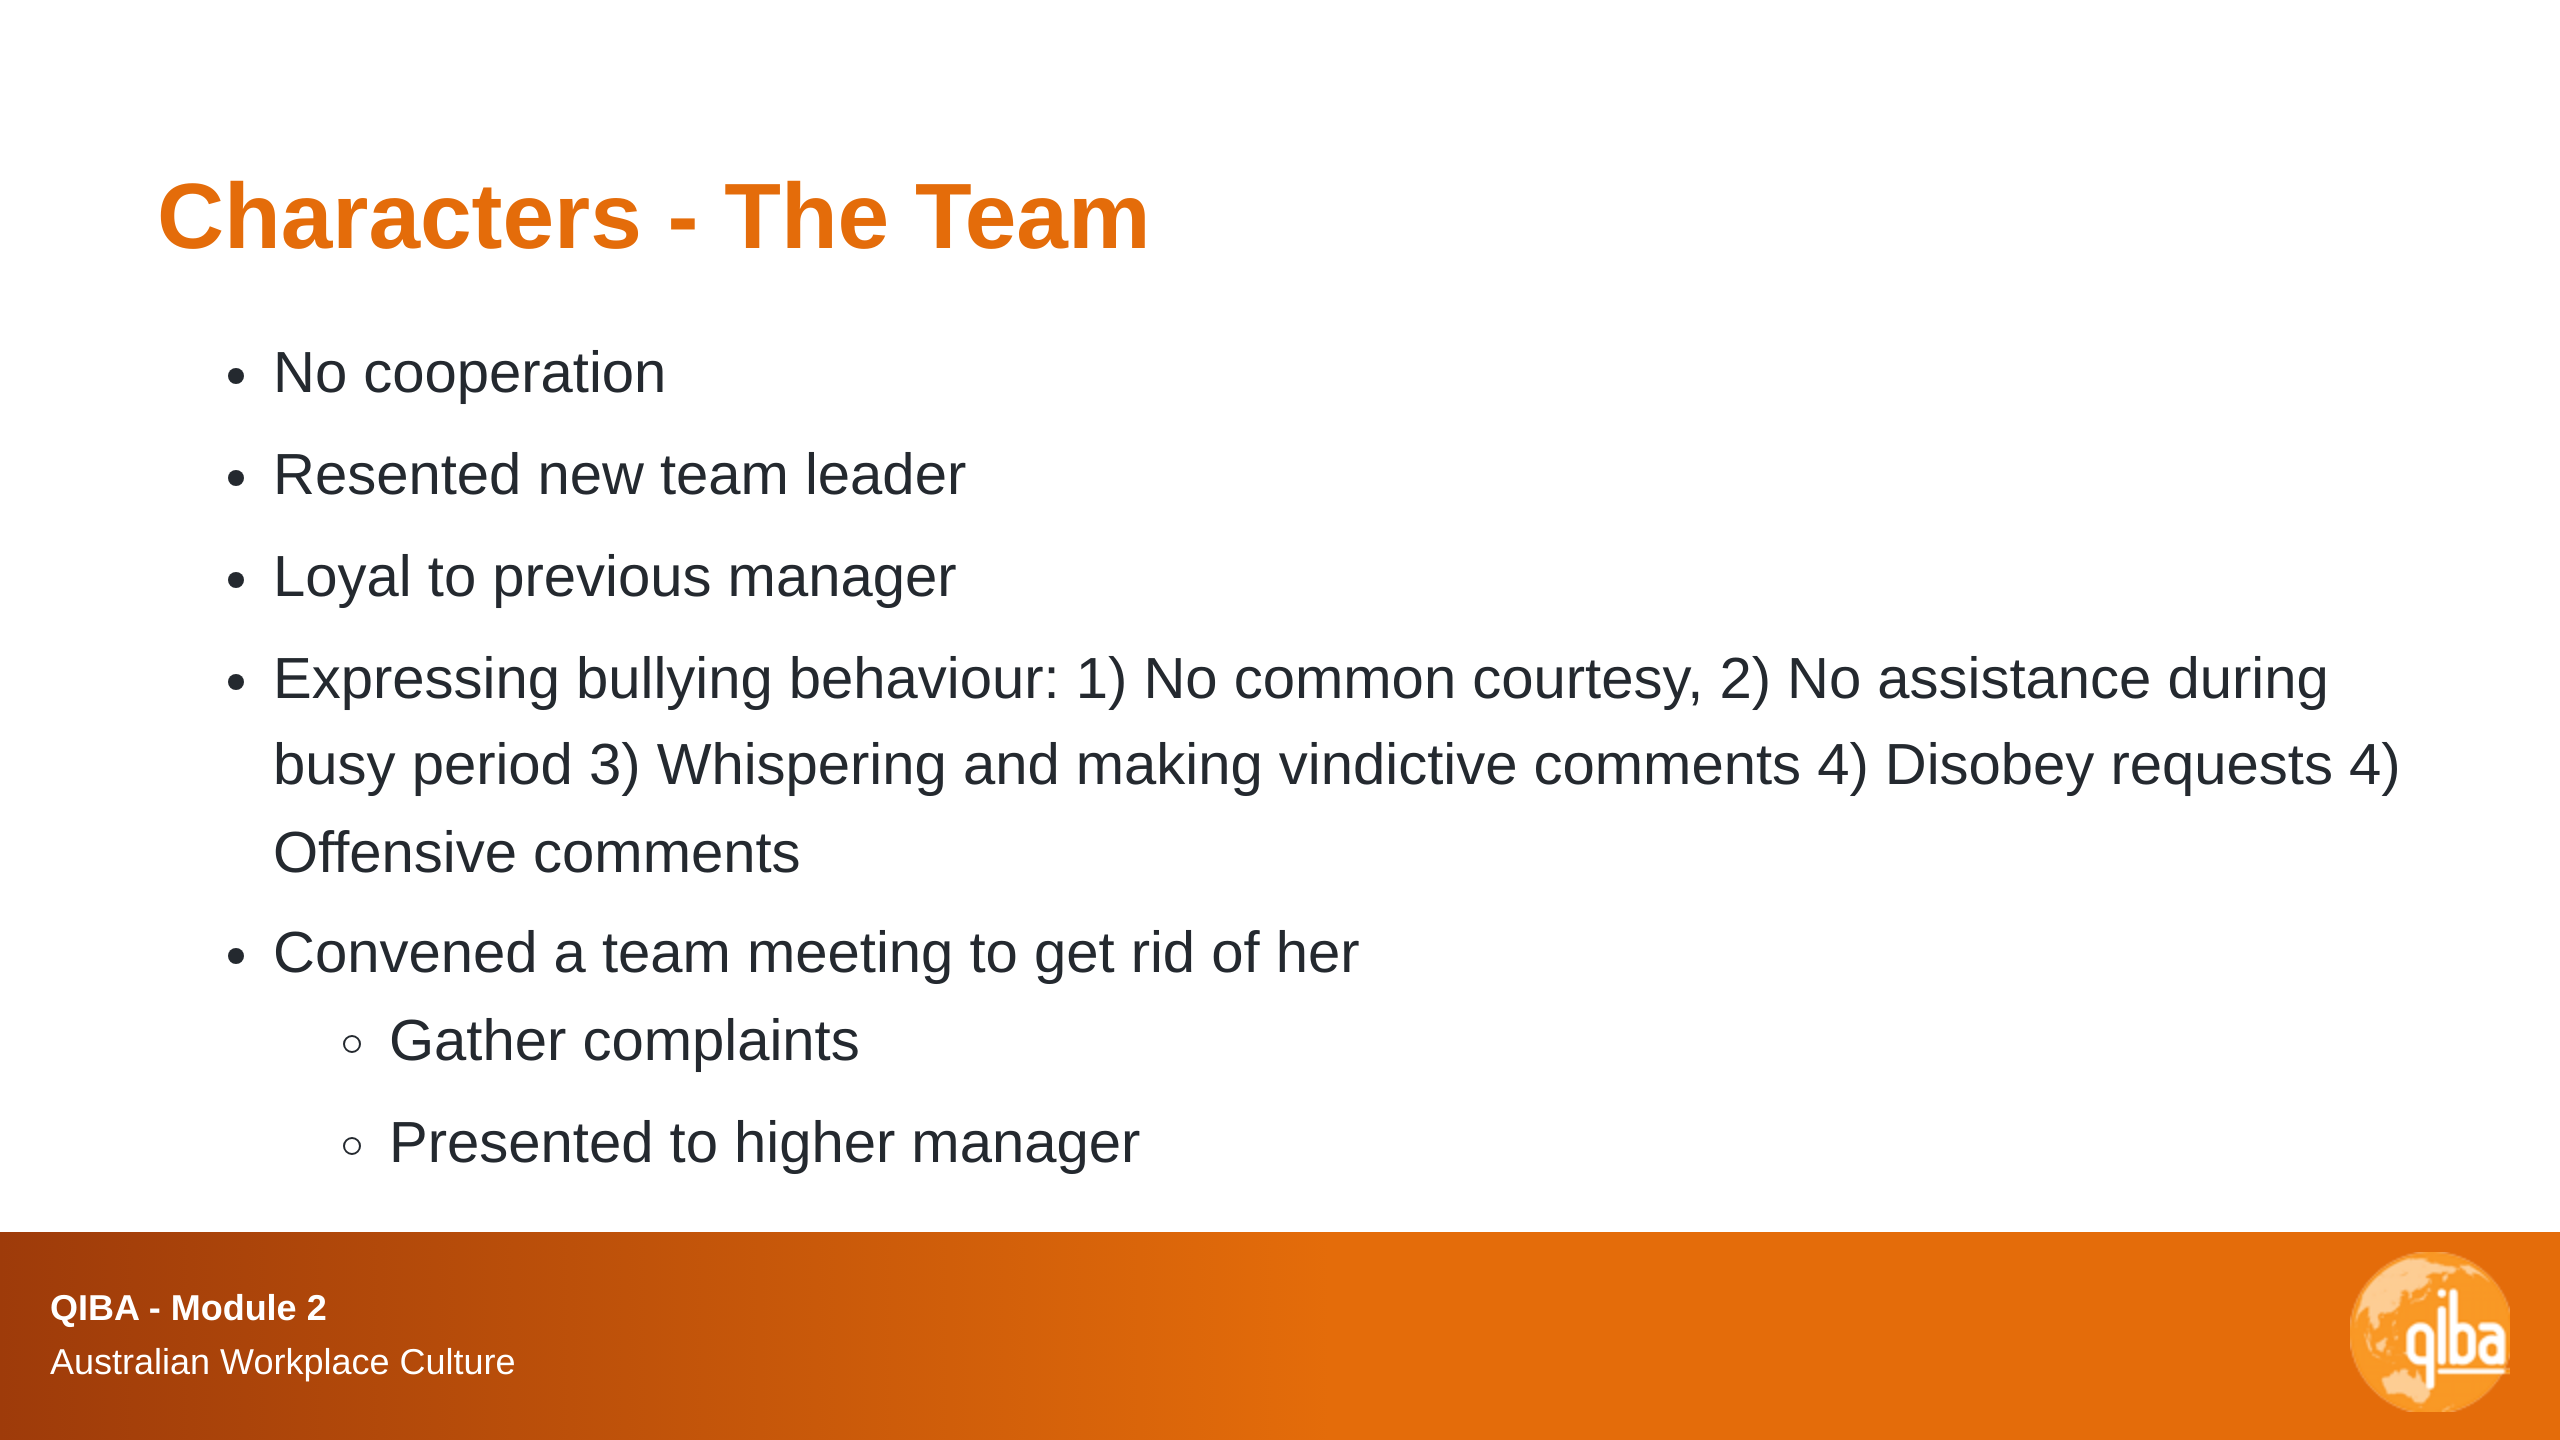 Characters - The Team
• No cooperation
• Resented new team leader
• Loyal to previous manager
• Expressing bullying behaviour: 1) No common courtesy, 2) No assistance during
busy period 3) Whispering and making vindictive comments 4) Disobey requests 4)
Offensive comments
• Convened a team meeting to get rid of her
◦ Gather complaints
◦ Presented to higher manager
QIBA - Module 2
Australian Workplace Culture
qiba